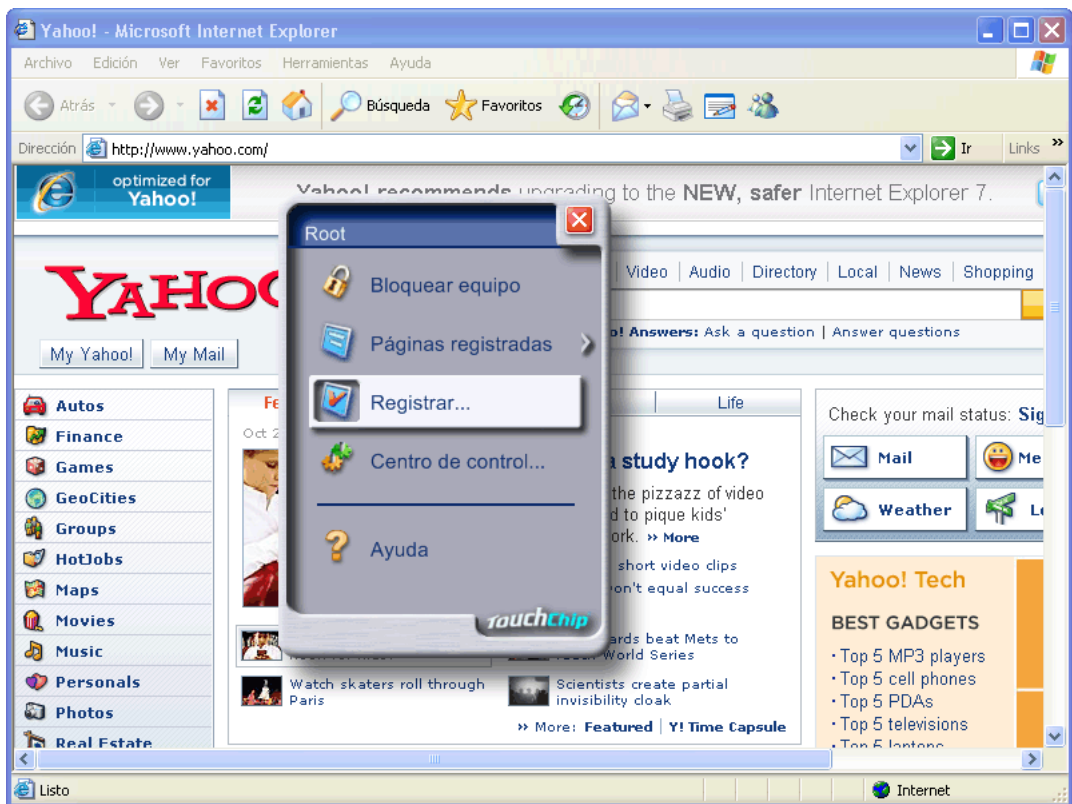 Yahoo! - Microsoft Internet Explorer
Archivo Edición Ver Favoritos Herramientas Ayuda
Atrás Búsqueda Favoritos
Dirección http://www.yahoo.com/ Ir Links »
optimized for
Yahoo!
Yahoo! recommends upgrading to the NEW, safer Internet Explorer 7.
Root
Bloquear equipo
Páginas registradas
Registrar...
Centro de control...
Ayuda
TouchChip
YAHO
Video | Audio | Directory | Local | News | Shopping
Answers: Ask a question | Answer questions
My Yahoo! My Mail
Autos
Finance
Games
GeoCities
Groups
HotJobs
Maps
Movies
Music
Personals
Photos
Real Estate
Fe
Life
Oct 2
study hook?
the pizzazz of video
to pique kids'
» More
short video clips
equal success
beat Mets to
World Series
Watch skaters roll through
Paris
Scientists create partial
invisibility cloak
» More: Featured | Y! Time Capsule
Check your mail status: Sig
Mail
Me
Weather
Yahoo! Tech
BEST GADGETS
· Top 5 MP3 players
· Top 5 cell phones
· Top 5 PDAs
· Top 5 televisions
· Top 5 laptops
Listo
Internet